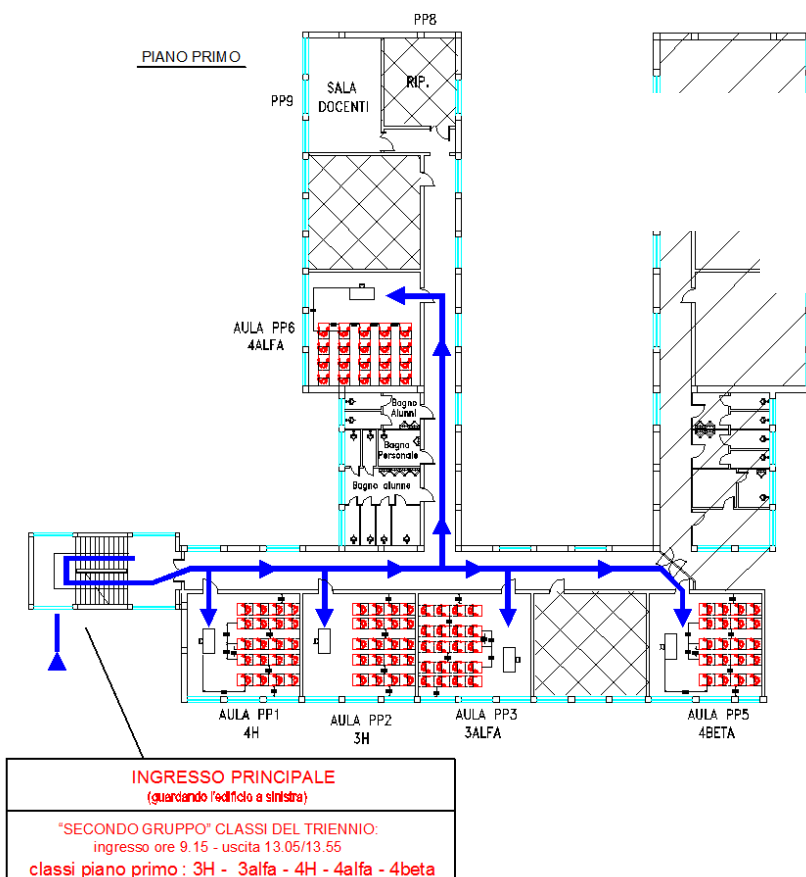 PP8
PIANO PRIMO
RIP.
SALA
DOCENTI
PP9
AULA PP6
4ALFA
Bagno
Alunni
Bagno
Personale
Bagno alunne
AULA PP1
4H
AULA PP2
3H
AULA PP3
3ALFA
AULA PP5
4BETA
INGRESSO PRINCIPALE
(guardando l'edificio a sinistra)
"SECONDO GRUPPO" CLASSI DEL TRIENNIO:
ingresso ore 9.15 - uscita 13.05/13.55
classi piano primo : 3H - 3alfa - 4H - 4alfa - 4beta